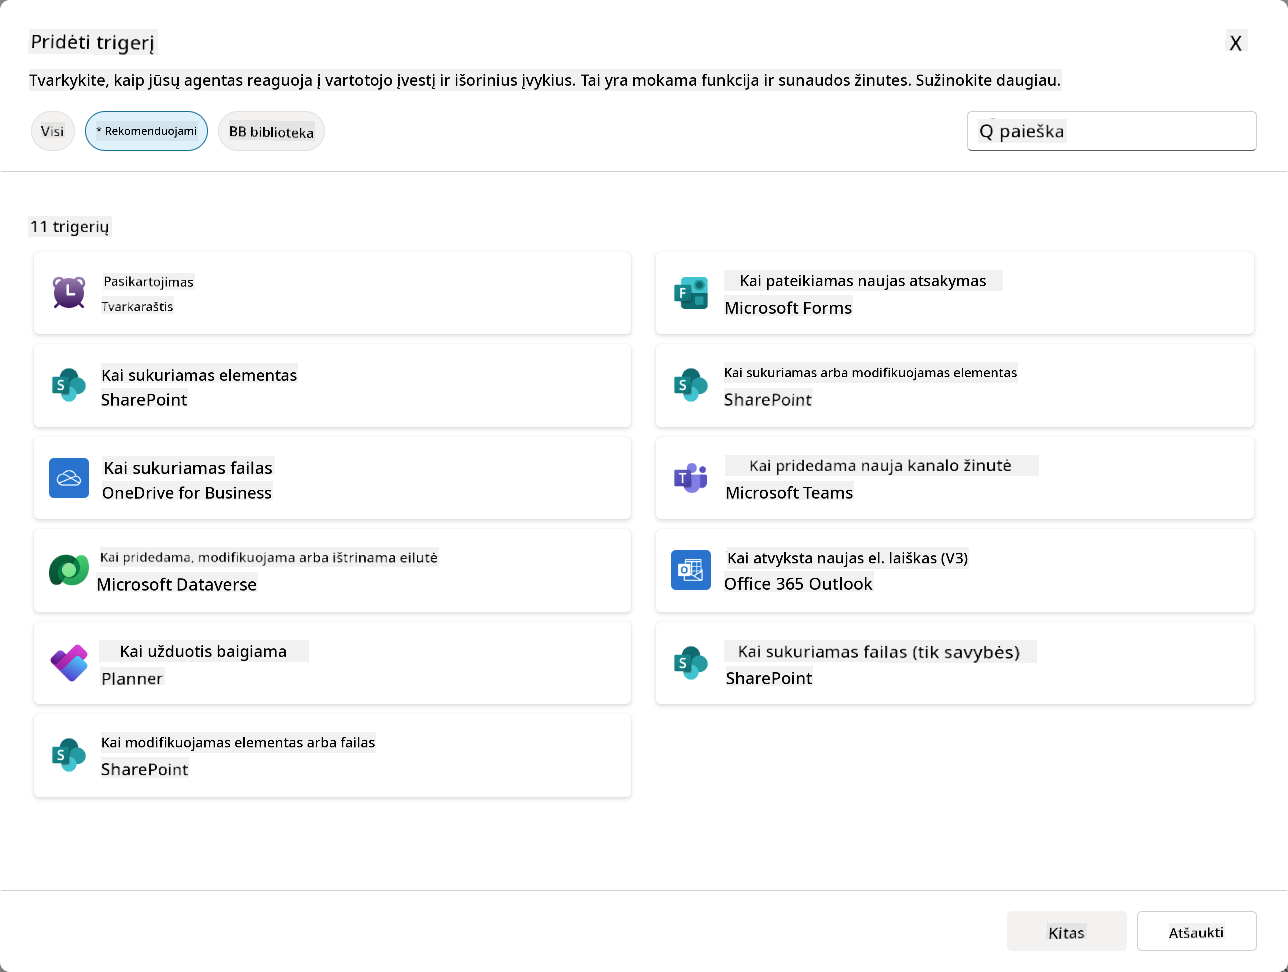 Pridėti trigerį
X
Tvarkykite, kaip jūsų agentas reaguoja į vartotojo įvestį ir išorinius įvykius. Tai yra mokama funkcija ir sunaudos žinutes. Sužinokite daugiau.
Visi
* Rekomenduojami
BB biblioteka
Q paieška
11 trigerių
Pasikartojimas
Tvarkaraštis
Kai pateikiamas naujas atsakymas
Microsoft Forms
Kai sukuriamas elementas
SharePoint
Kai sukuriamas arba modifikuojamas elementas
SharePoint
Kai sukuriamas failas
OneDrive for Business
Kai pridedama nauja kanalo žinutė
Microsoft Teams
Kai pridedama, modifikuojama arba ištrinama eilutė
Microsoft Dataverse
Kai atvyksta naujas el. laiškas (V3)
Office 365 Outlook
Kai užduotis baigiama
Planner
Kai sukuriamas failas (tik savybės)
SharePoint
Kai modifikuojamas elementas arba failas
SharePoint
Kitas
Atšaukti